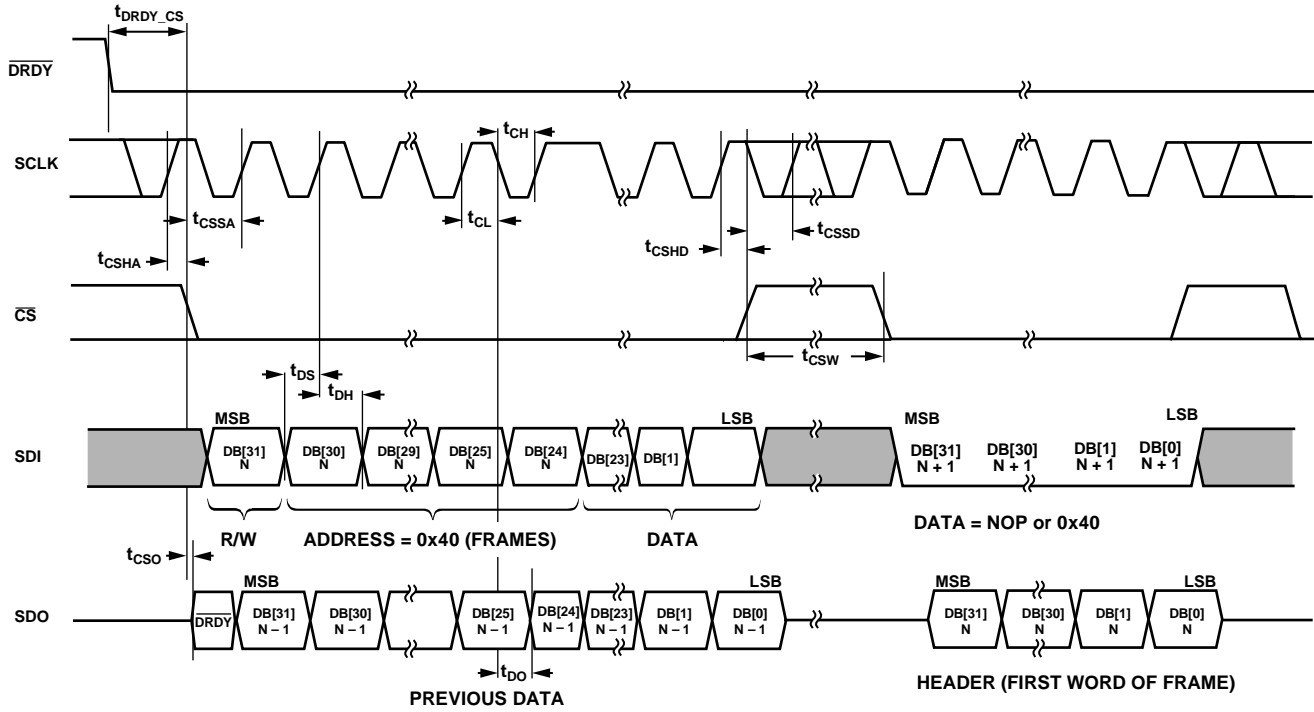 tDRDY_CS
DRDY
tCH
SCLK
tCSSA
tCL
tCSSD
tCSHD
tCSHA
CS
tCSW
tDS
tDH
MSB
LSB
MSB
LSB
SDI
DB[31]
N
DB[30]
N
DB[29]
N
DB[25]
N
DB[24]
N
DB[23]
DB[1]
DB[31]
N + 1
DB[30]
N + 1
DB[1]
N + 1
DB[0]
N + 1
R/W
ADDRESS = 0x40 (FRAMES)
DATA
DATA = NOP or 0x40
tCSO
MSB
LSB
MSB
LSB
SDO
DRDY
DB[31]
N – 1
DB[30]
N – 1
DB[25]
N – 1
DB[24]
N – 1
DB[23]
N – 1
DB[1]
N – 1
DB[0]
N – 1
DB[31]
N
DB[30]
N
DB[1]
N
DB[0]
N
tDO
PREVIOUS DATA
HEADER (FIRST WORD OF FRAME)